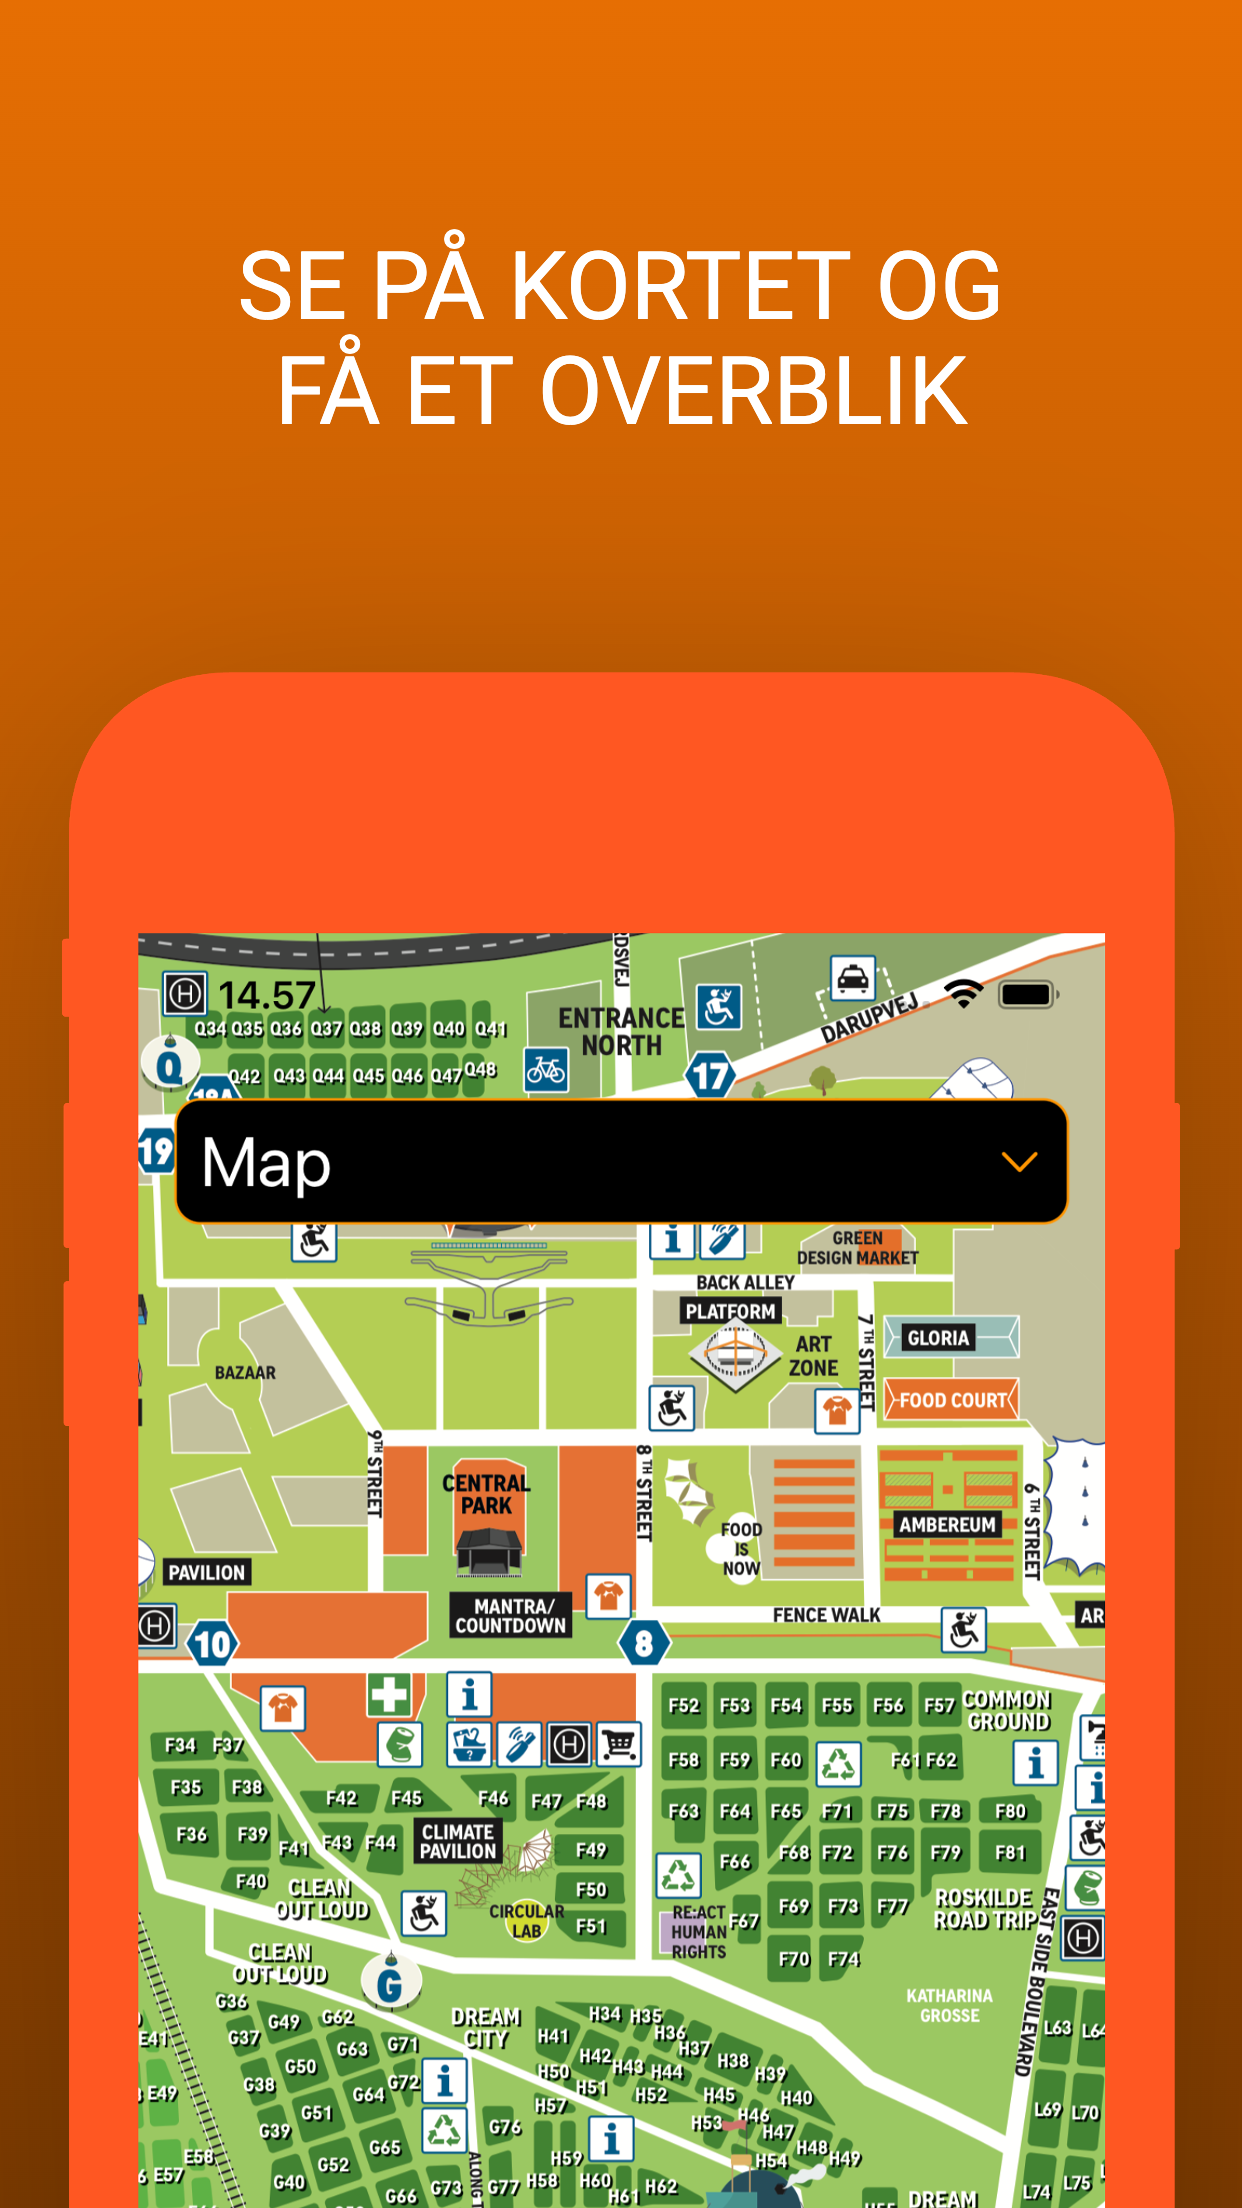 SE PÅ KORTET OG
FÅ ET OVERBLIK
14.57
DARUPVEJ
ENTRANCE
NORTH
Q34 Q35 Q36 Q37 Q38 Q39 Q40 Q41
Q
Q42 Q43 Q44 Q45 Q46 Q47 Q48
17
19
Map
GREEN
DESIGN MARKET
BACK ALLEY
PLATFORM
ART
ZONE
7TH STREET
GLORIA
FOOD COURT
BAZAAR
9TH STREET
CENTRAL
PARK
8TH STREET
FOOD
IS
NOW
AMBEREUM
6TH STREET
PAVILION
MANTRA/
COUNTDOWN
FENCE WALK
10
8
F52 F53 F54 F55 F56 F57
COMMON
GROUND
F34 F37
F58 F59 F60 F61 F62
F35 F38
F42 F45 F46 F47 F48
F63 F64 F65 F71 F75 F78 F80
F36 F39 F41 F43 F44
CLIMATE
PAVILION
F49
F66 F68 F72 F76 F79 F81
F40
CLEAN
OUT LOUD
F50
CIRCULAR
LAB
F51
RE:ACT
HUMAN
RIGHTS
F67 F69 F73 F77
ROSKILDE
ROAD TRIP
EAST SIDE BOULEVARD
F70 F74
CLEAN
OUT LOUD
G
KATHARINA
GROSSE
G36 G49 G62
DREAM
CITY
H34 H35
H36
E41 G37 G63 G71
H41 H37
L63 L64
G50 H42 H43 H44 H38 H39
G38 G64 G72
H50 H51 H52 H45 H40
E49 G51
H57 H53 H46
L69 L70
G39 G65 G76
H47 H48 H49
E58 G52
H59 H54
E57 G40 G66 G73 G77 H58 H60 H61 H62
L74 L75
DREAM